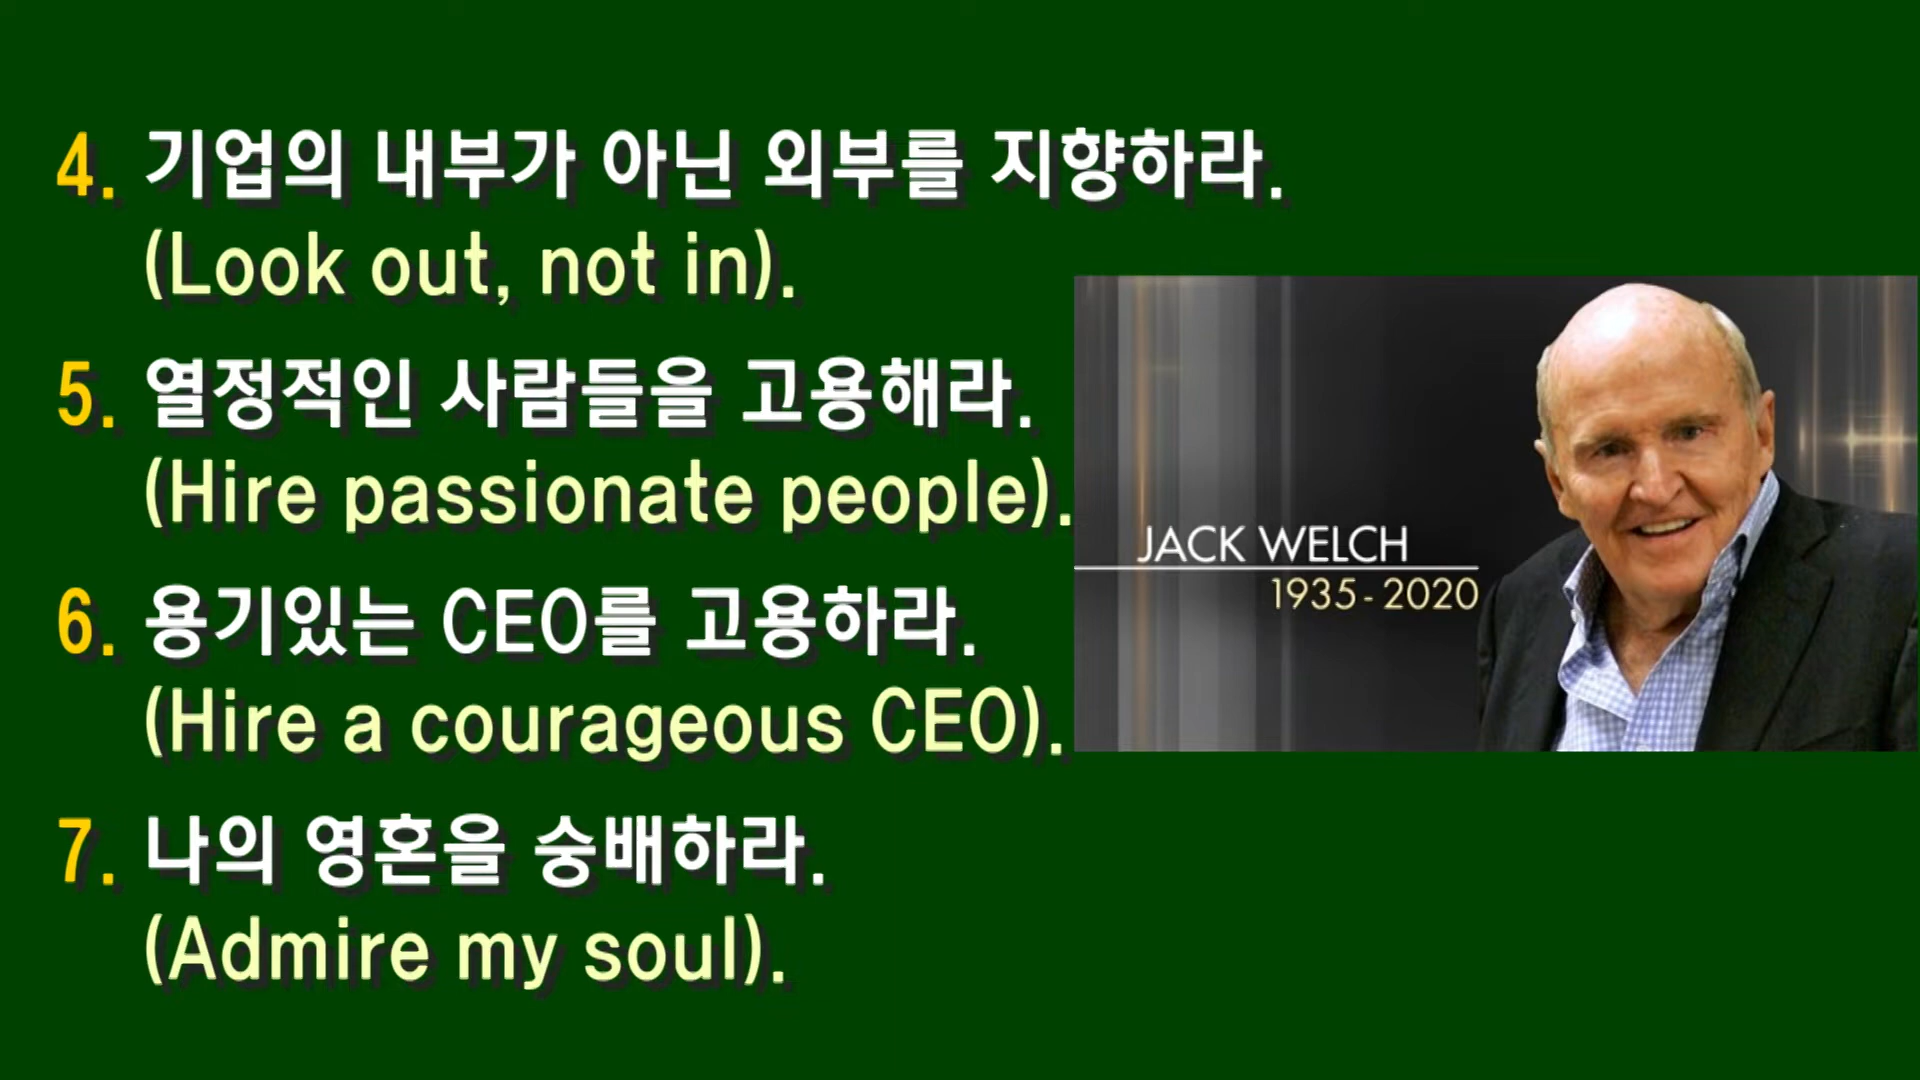 4. 기업의 내부가 아닌 외부를 지향하라.
(Look out, not in).
5. 열정적인 사람들을 고용해라.
(Hire passionate people).
6. 용기있는 CEO를 고용하라.
(Hire a courageous CEO).
7. 나의 영혼을 숭배하라.
(Admire my soul).
JACK WELCH
1935 - 2020